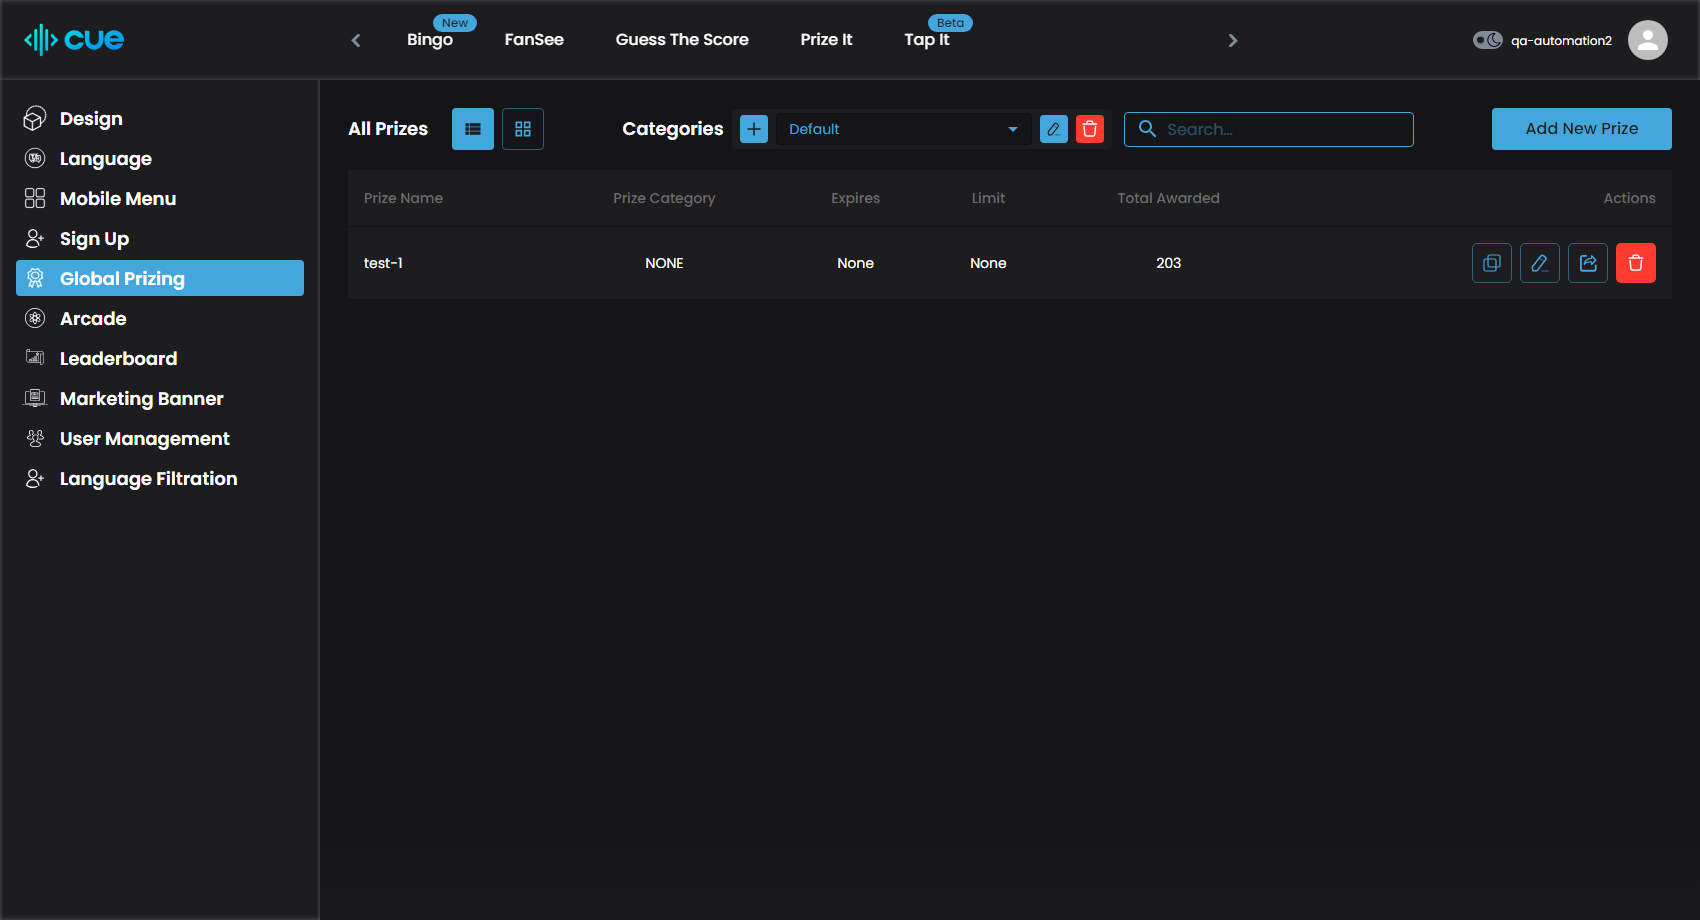 cue
New
Bingo
FanSee
Guess The Score
Prize It
Beta
Tap It
qa-automation2
Design
Language
Mobile Menu
Sign Up
Global Prizing
Arcade
Leaderboard
Marketing Banner
User Management
Language Filtration
All Prizes
Categories
Default
Search...
Add New Prize
Prize Name Prize Category Expires Limit Total Awarded Actions
test-1 NONE None None 203